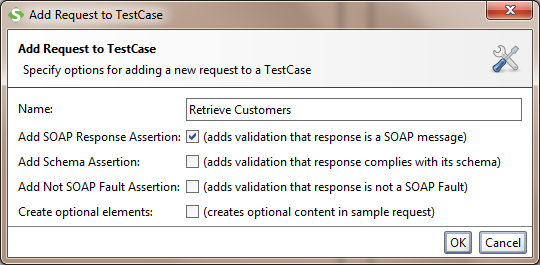 Add Request to TestCase
Add Request to TestCase
Specify options for adding a new request to a TestCase
Name: Retrieve Customers
Add SOAP Response Assertion: (adds validation that response is a SOAP message)
Add Schema Assertion: (adds validation that response complies with its schema)
Add Not SOAP Fault Assertion: (adds validation that response is not a SOAP Fault)
Create optional elements: (creates optional content in sample request)
OK Cancel